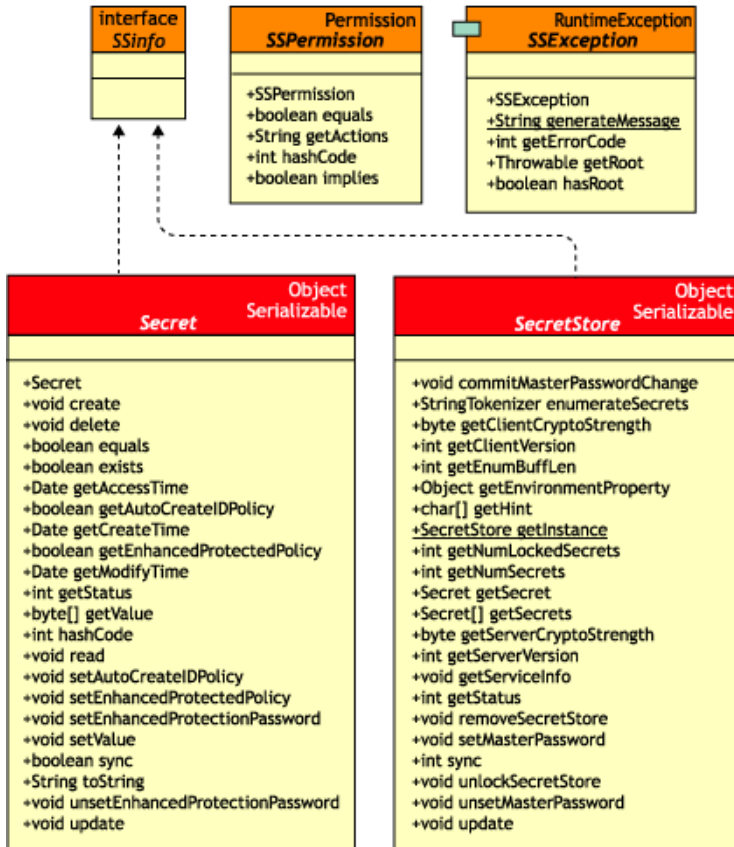 interface
SSinfo
Permission
SSPermission
+SSPermission
+boolean equals
+String getActions
+int hashCode
+boolean implies
RuntimeException
SSException
+SSException
+String generateMessage
+int getErrorCode
+Throwable getRoot
+boolean hasRoot
Object
Serializable
Secret
+Secret
+void create
+void delete
+boolean equals
+boolean exists
+Date getAccessTime
+boolean getAutoCreateIDPolicy
+Date getCreateTime
+boolean getEnhancedProtectedPolicy
+Date getModifyTime
+int getStatus
+byte[] getValue
+int hashCode
+void read
+void setAutoCreateIDPolicy
+void setEnhancedProtectedPolicy
+void setEnhancedProtectionPassword
+void setValue
+boolean sync
+String toString
+void unsetEnhancedProtectionPassword
+void update
Object
Serializable
SecretStore
+void commitMasterPasswordChange
+StringTokenizer enumerateSecrets
+byte getClientCryptoStrength
+int getClientVersion
+int getEnumBuffLen
+Object getEnvironmentProperty
+char[] getHint
+SecretStore getInstance
+int getNumLockedSecrets
+int getNumSecrets
+Secret getSecret
+Secret[] getSecrets
+byte getServerCryptoStrength
+int getServerVersion
+void getServiceInfo
+int getStatus
+void removeSecretStore
+void setMasterPassword
+int sync
+void unlockSecretStore
+void unsetMasterPassword
+void update